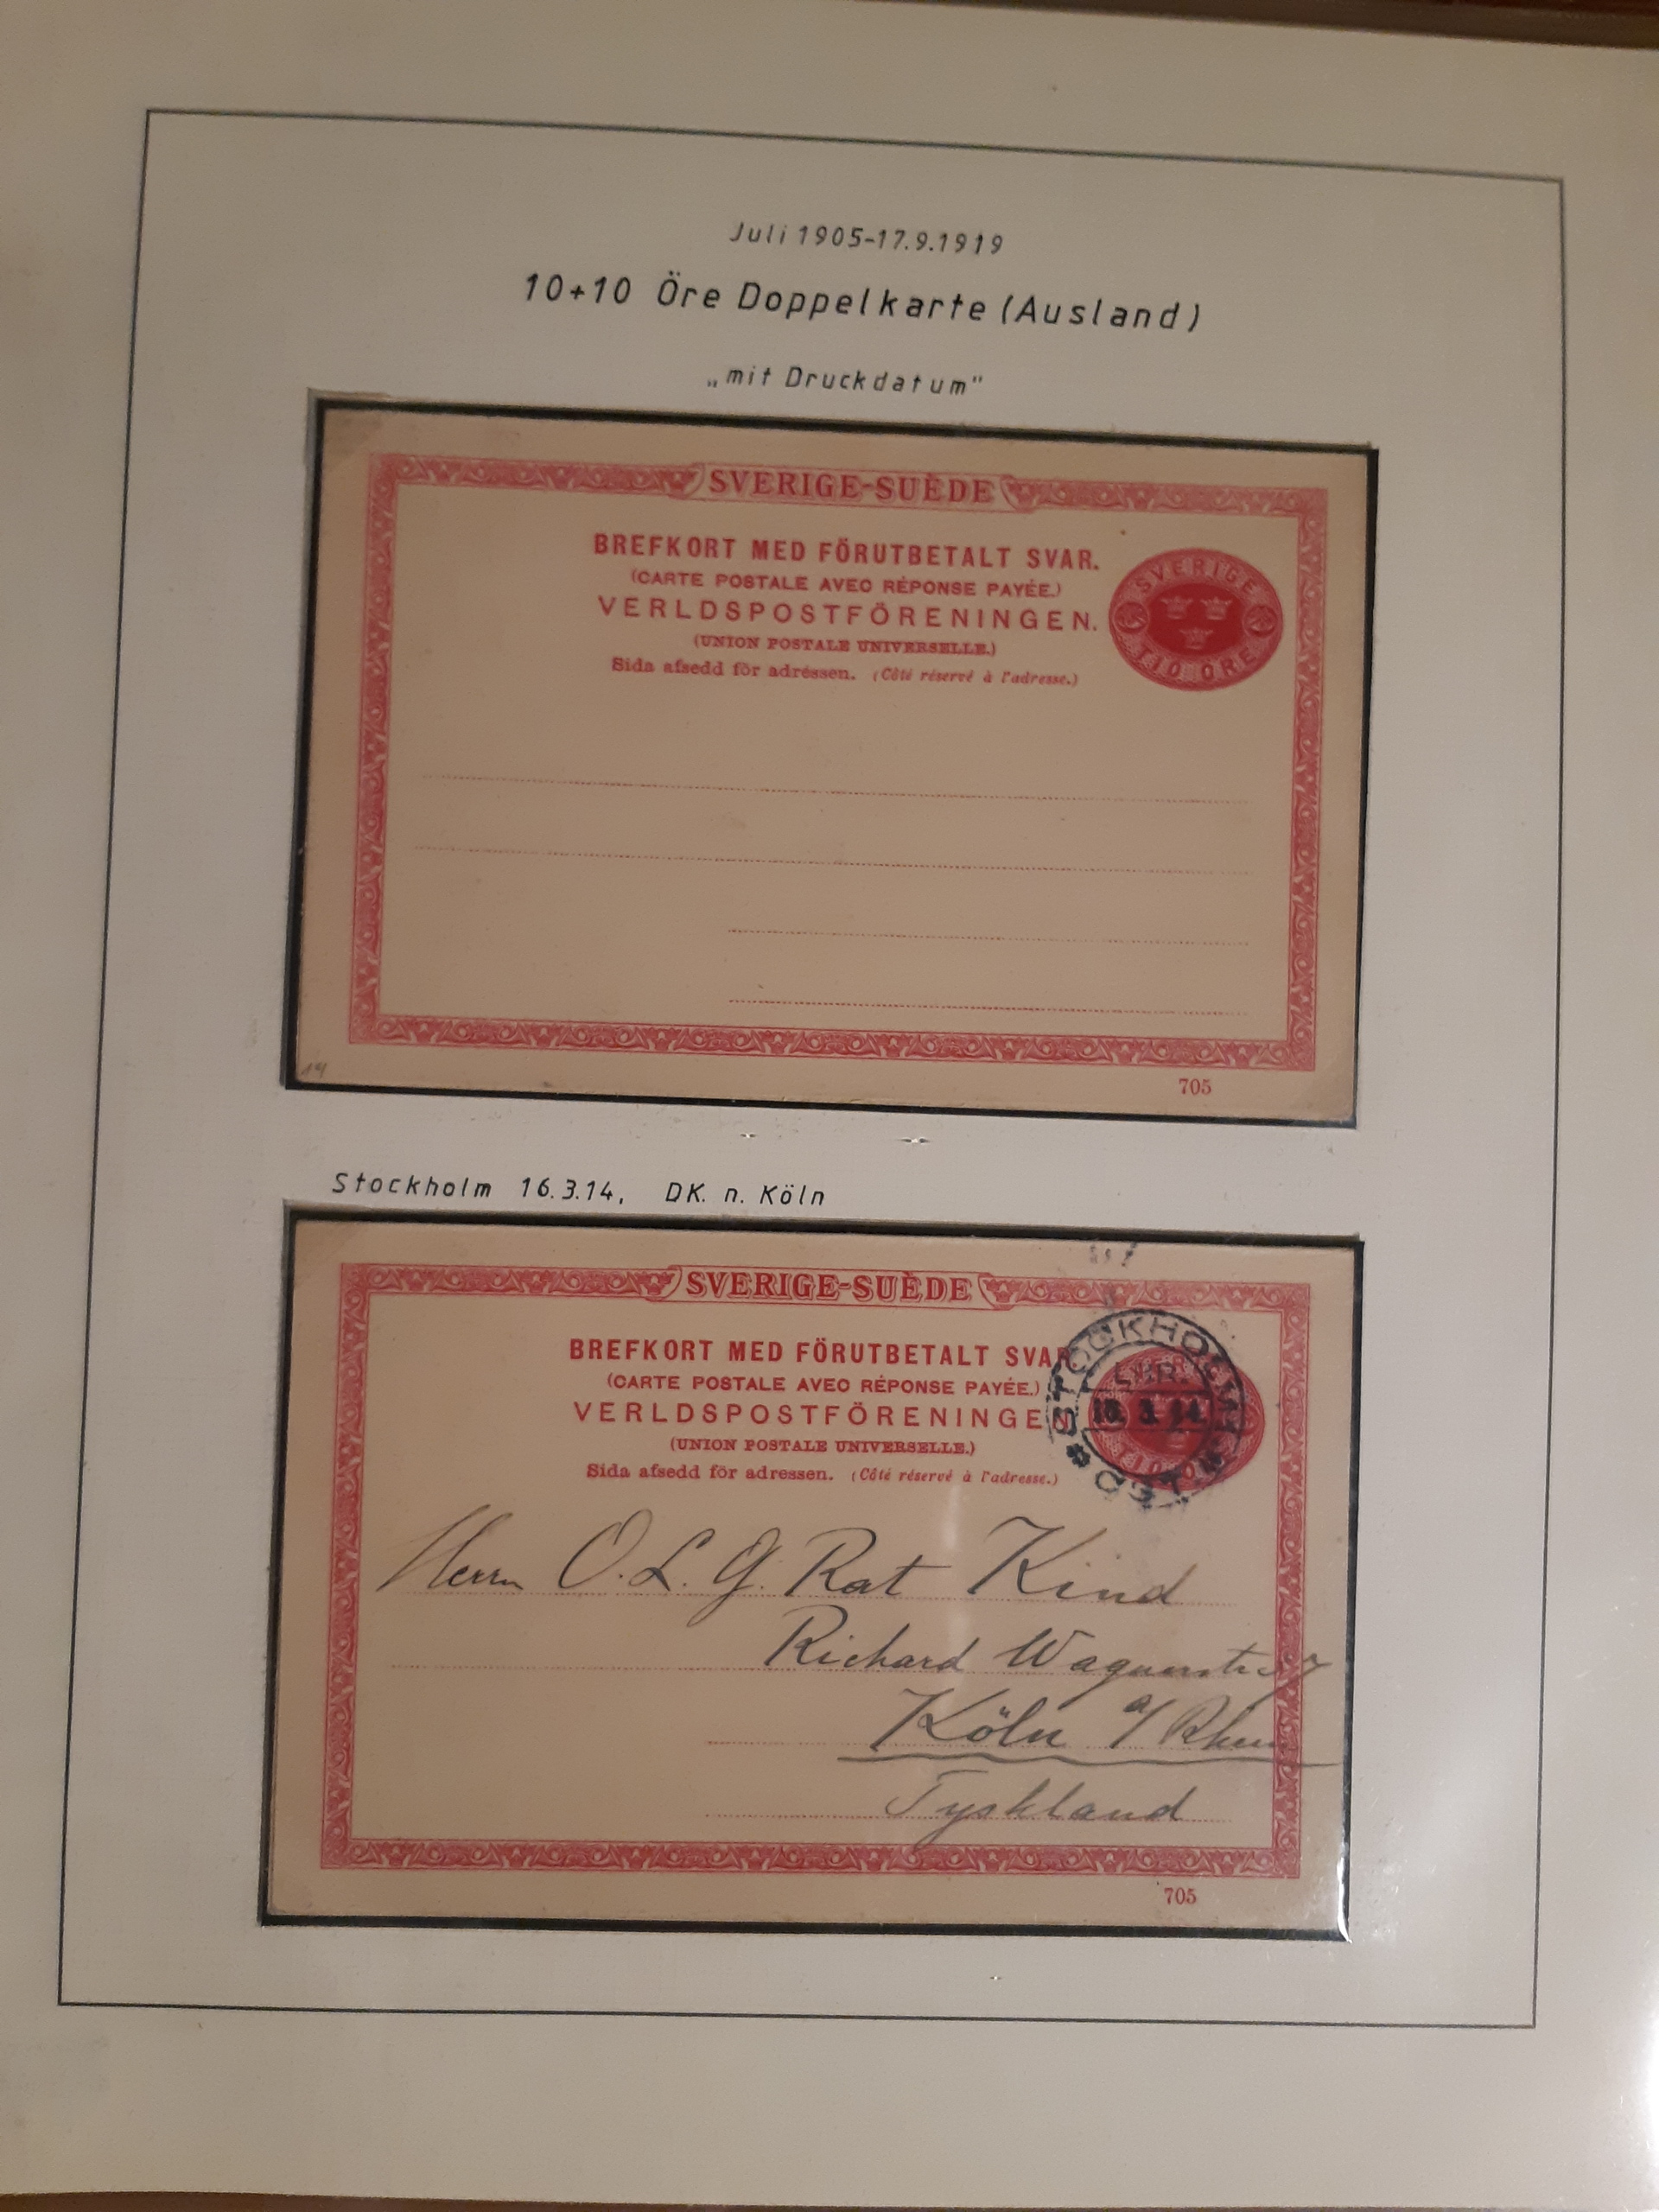 Juli 1905-17.9.1919
10+10 Öre Doppelkarte (Ausland)
„mit Druckdatum"
SVERIGE-SUÈDE
BREFKORT MED FÖRUTBETALT SVAR.
(CARTE POSTALE AVEC RÉPONSE PAYÉE.)
VERLDSPOSTFÖRENINGEN.
(UNION POSTALE UNIVERSELLE.)
Sida afsedd för adressen. (Côté réservé à l'adresse.)
SVERIGE
TIO ÖRE
19
705
Stockholm 16.3.14, DK. n. Köln
SVERIGE-SUÈDE
BREFKORT MED FÖRUTBETALT SVAR.
(CARTE POSTALE AVEC RÉPONSE PAYÉE.)
VERLDSPOSTFÖRENINGEN
(UNION POSTALE UNIVERSELLE.)
Sida afsedd för adressen. (Côté réservé à l'adresse.)
STOCKHOLM
16. 3. 14.
TIO
Herrn O. L. G. Rat Kind
Richard Wagnerstr
Köln a/Rhein
Tyskland
705